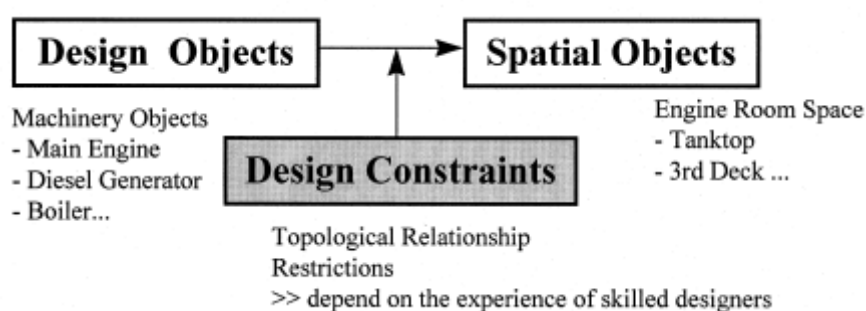 Design Objects
Spatial Objects
Machinery Objects
- Main Engine
- Diesel Generator
- Boiler...
Engine Room Space
- Tanktop
- 3rd Deck ...
Design Constraints
Topological Relationship
Restrictions
>> depend on the experience of skilled designers